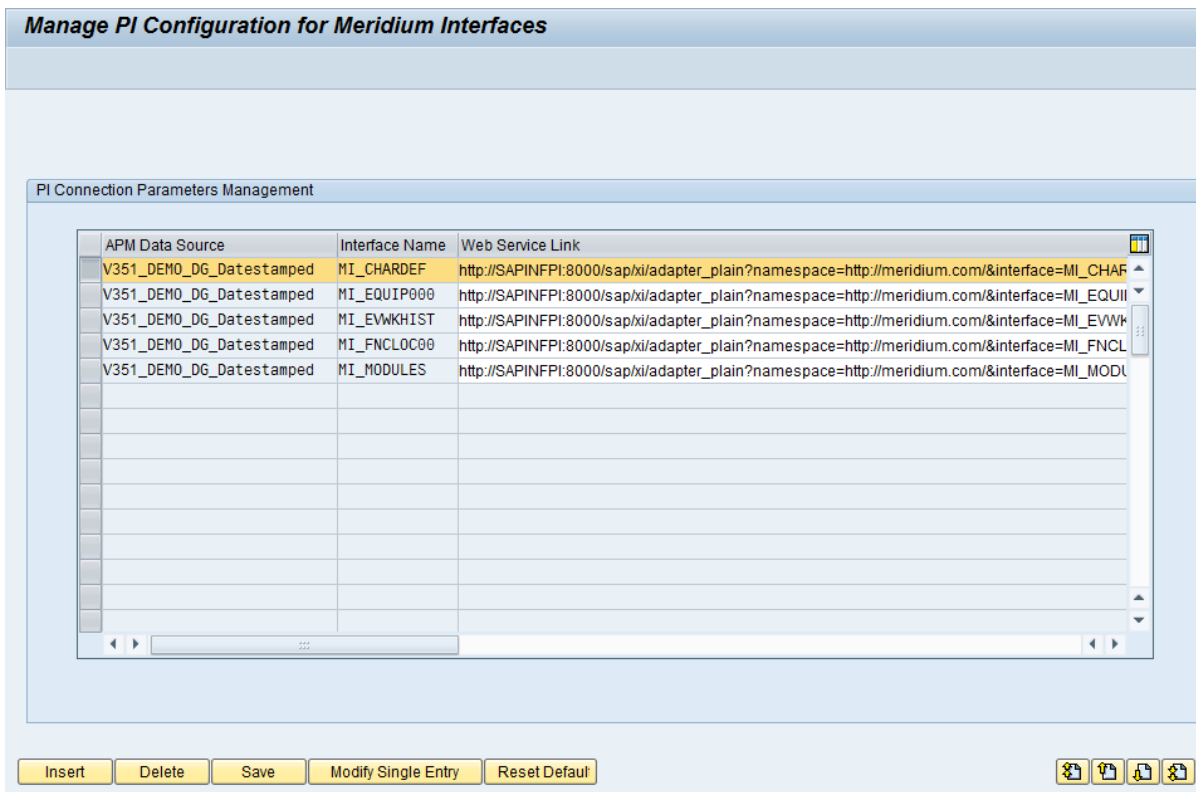 Manage PI Configuration for Meridium Interfaces
PI Connection Parameters Management
APM Data Source Interface Name Web Service Link
V351_DEMO_DG_Datestamped MI_CHARDEF http://SAPINFPI:8000/sap/xi/adapter_plain?namespace=http://meridium.com/&interface=MI_CHAR
V351_DEMO_DG_Datestamped MI_EQUIP000 http://SAPINFPI:8000/sap/xi/adapter_plain?namespace=http://meridium.com/&interface=MI_EQUI
V351_DEMO_DG_Datestamped MI_EVWKHIST http://SAPINFPI:8000/sap/xi/adapter_plain?namespace=http://meridium.com/&interface=MI_EVWK
V351_DEMO_DG_Datestamped MI_FNCLOC00 http://SAPINFPI:8000/sap/xi/adapter_plain?namespace=http://meridium.com/&interface=MI_FNCL
V351_DEMO_DG_Datestamped MI_MODULES http://SAPINFPI:8000/sap/xi/adapter_plain?namespace=http://meridium.com/&interface=MI_MODU
Insert Delete Save Modify Single Entry Reset Defaul